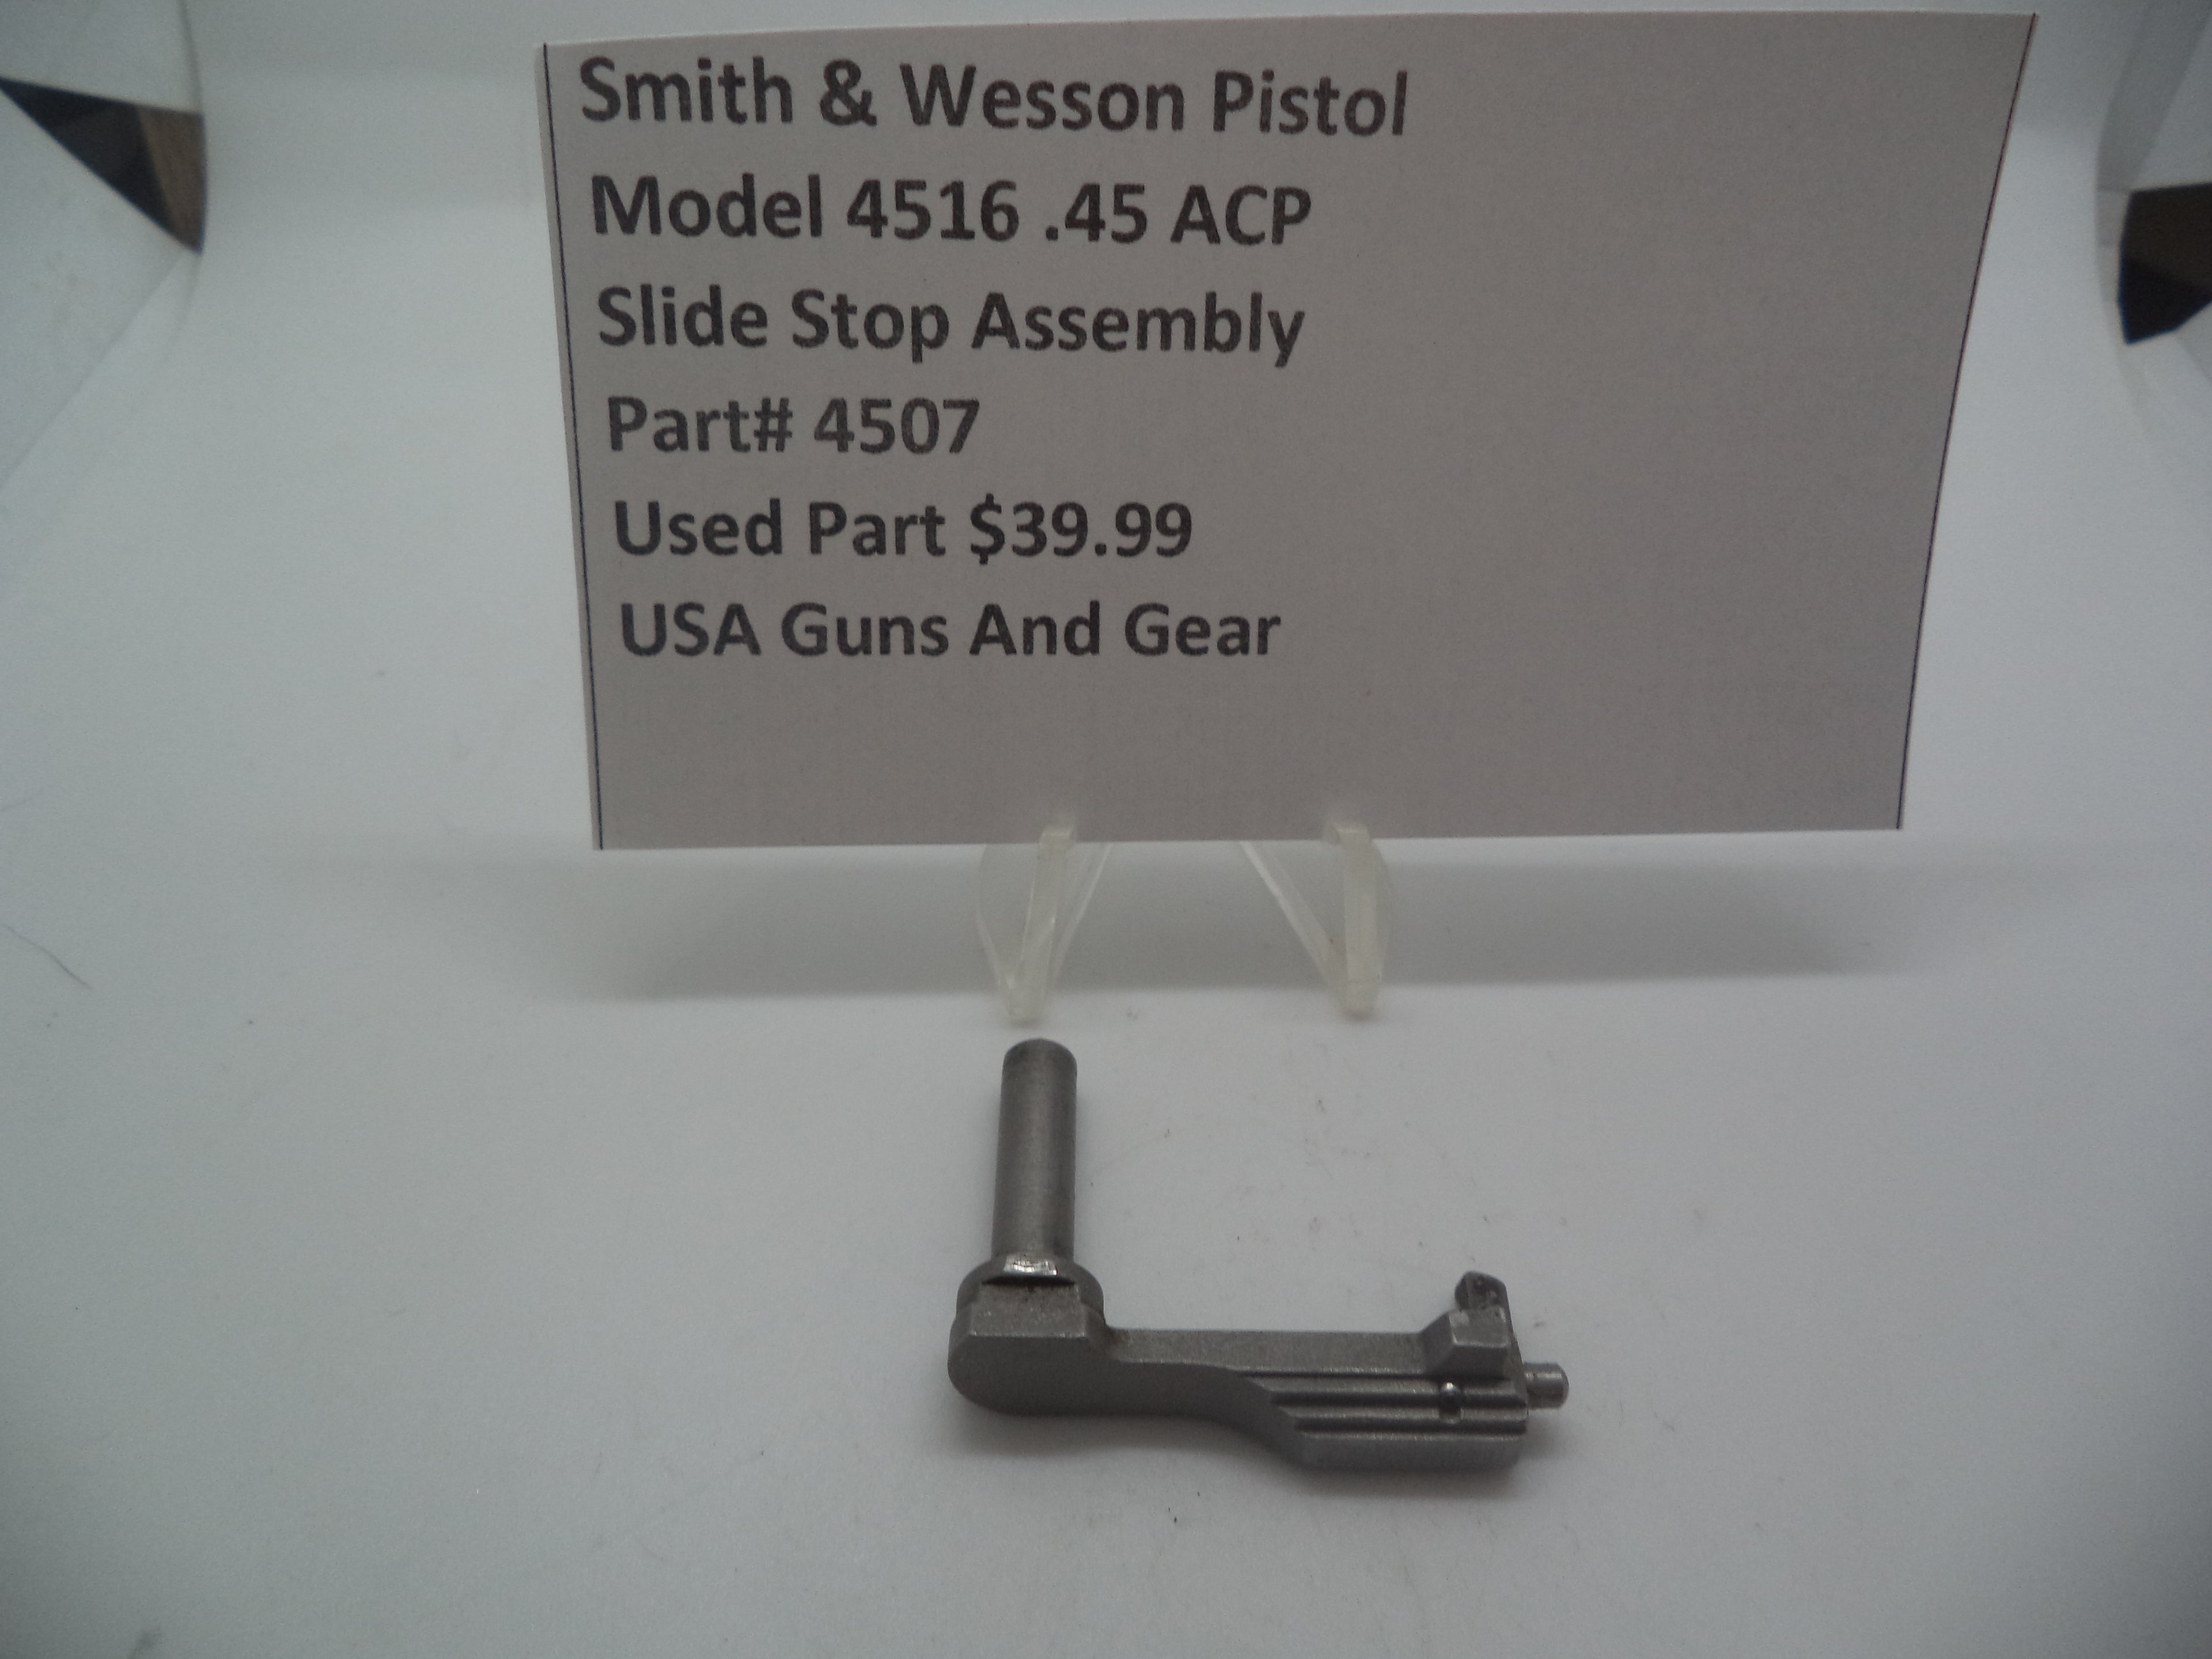 Smith & Wesson Pistol
Model 4516 .45 ACP
Slide Stop Assembly
Part# 4507
Used Part $39.99
USA Guns And Gear